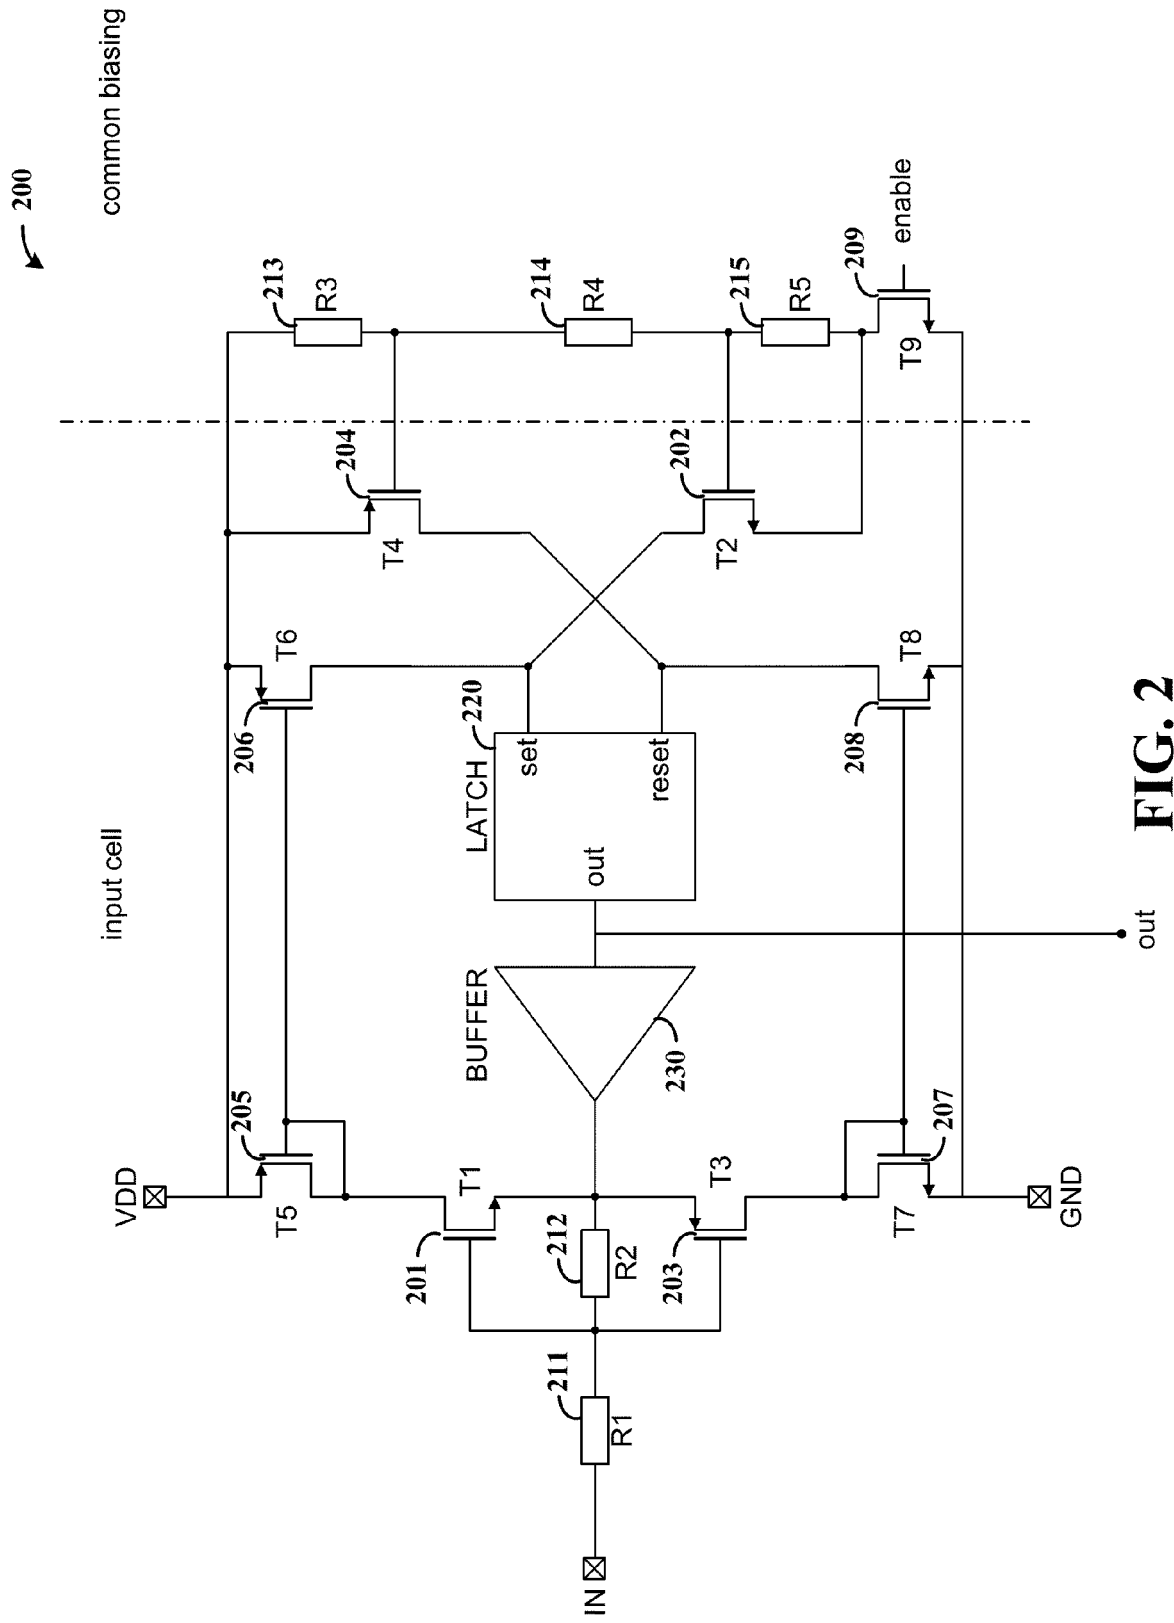 200
input cell
common biasing
VDD
205
T5
206
T6
213
R3
204
T4
201
T1
BUFFER
LATCH
220
set
reset
out
214
R4
IN
211
R1
212
R2
230
203
T3
202
T2
215
R5
207
T7
208
T8
209
T9
enable
GND
out
FIG. 2